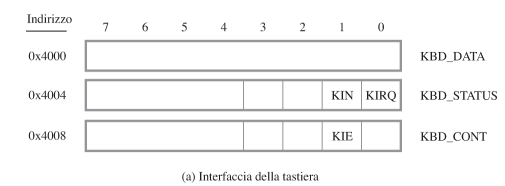 Indirizzo
7 6 5 4 3 2 1 0
0x4000 KBD_DATA
0x4004 KIN KIRQ KBD_STATUS
0x4008 KIE KBD_CONT
(a) Interfaccia della tastiera